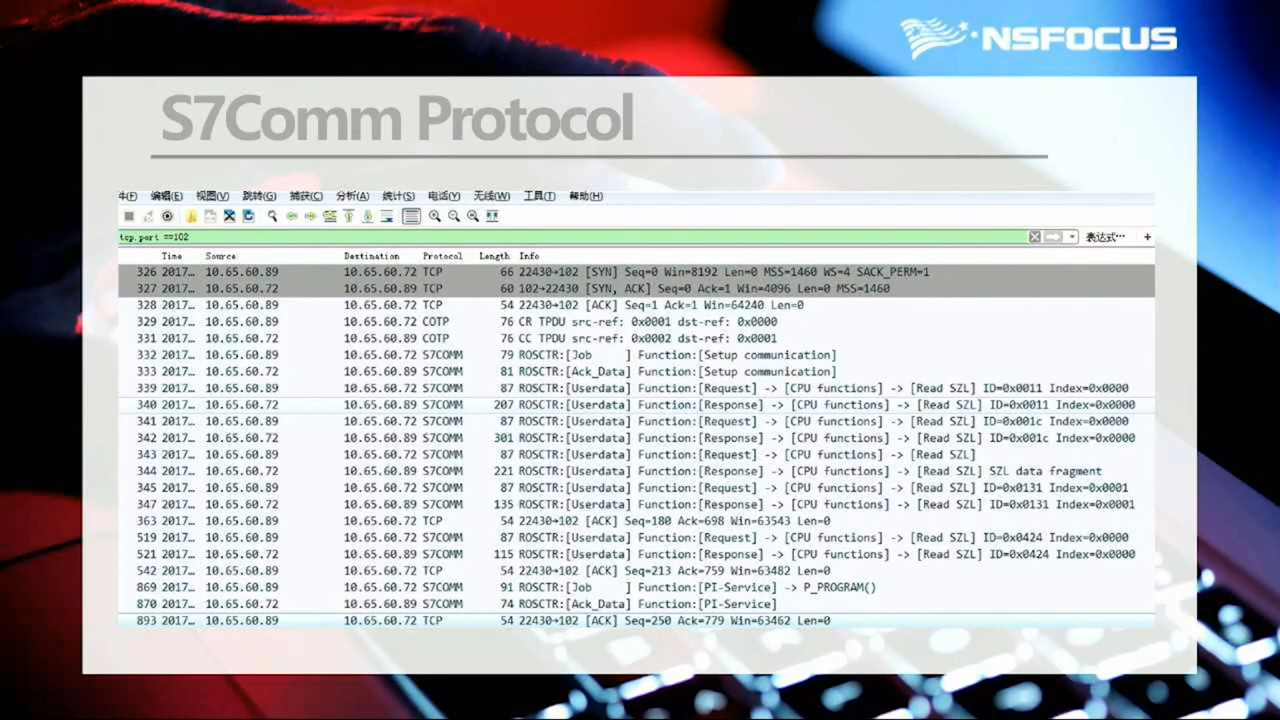 NSFOCUS
S7Comm Protocol
件(F) 编辑(E) 视图(V) 跳转(G) 捕获(C) 分析(A) 统计(S) 电话(Y) 无线(W) 工具(T) 帮助(H)
tcp.port ==102 表达式… +
Time Source Destination Protocol Length Info
326 2017… 10.65.60.89 10.65.60.72 TCP 66 22430→102 [SYN] Seq=0 Win=8192 Len=0 MSS=1460 WS=4 SACK_PERM=1
327 2017… 10.65.60.72 10.65.60.89 TCP 60 102→22430 [SYN, ACK] Seq=0 Ack=1 Win=4096 Len=0 MSS=1460
328 2017… 10.65.60.89 10.65.60.72 TCP 54 22430→102 [ACK] Seq=1 Ack=1 Win=64240 Len=0
329 2017… 10.65.60.89 10.65.60.72 COTP 76 CR TPDU src-ref: 0x0001 dst-ref: 0x0000
331 2017… 10.65.60.72 10.65.60.89 COTP 76 CC TPDU src-ref: 0x0002 dst-ref: 0x0001
332 2017… 10.65.60.89 10.65.60.72 S7COMM 79 ROSCTR:[Job ] Function:[Setup communication]
333 2017… 10.65.60.72 10.65.60.89 S7COMM 81 ROSCTR:[Ack_Data] Function:[Setup communication]
339 2017… 10.65.60.89 10.65.60.72 S7COMM 87 ROSCTR:[Userdata] Function:[Request] -> [CPU functions] -> [Read SZL] ID=0x0011 Index=0x0000
340 2017… 10.65.60.72 10.65.60.89 S7COMM 207 ROSCTR:[Userdata] Function:[Response] -> [CPU functions] -> [Read SZL] ID=0x0011 Index=0x0000
341 2017… 10.65.60.89 10.65.60.72 S7COMM 87 ROSCTR:[Userdata] Function:[Request] -> [CPU functions] -> [Read SZL] ID=0x001c Index=0x0000
342 2017… 10.65.60.72 10.65.60.89 S7COMM 301 ROSCTR:[Userdata] Function:[Response] -> [CPU functions] -> [Read SZL] ID=0x001c Index=0x0000
343 2017… 10.65.60.89 10.65.60.72 S7COMM 87 ROSCTR:[Userdata] Function:[Request] -> [CPU functions] -> [Read SZL]
344 2017… 10.65.60.72 10.65.60.89 S7COMM 221 ROSCTR:[Userdata] Function:[Response] -> [CPU functions] -> [Read SZL] SZL data fragment
345 2017… 10.65.60.89 10.65.60.72 S7COMM 87 ROSCTR:[Userdata] Function:[Request] -> [CPU functions] -> [Read SZL] ID=0x0131 Index=0x0001
347 2017… 10.65.60.72 10.65.60.89 S7COMM 135 ROSCTR:[Userdata] Function:[Response] -> [CPU functions] -> [Read SZL] ID=0x0131 Index=0x0001
363 2017… 10.65.60.89 10.65.60.72 TCP 54 22430→102 [ACK] Seq=180 Ack=698 Win=63543 Len=0
519 2017… 10.65.60.89 10.65.60.72 S7COMM 87 ROSCTR:[Userdata] Function:[Request] -> [CPU functions] -> [Read SZL] ID=0x0424 Index=0x0000
521 2017… 10.65.60.72 10.65.60.89 S7COMM 115 ROSCTR:[Userdata] Function:[Response] -> [CPU functions] -> [Read SZL] ID=0x0424 Index=0x0000
542 2017… 10.65.60.89 10.65.60.72 TCP 54 22430→102 [ACK] Seq=213 Ack=759 Win=63482 Len=0
869 2017… 10.65.60.89 10.65.60.72 S7COMM 91 ROSCTR:[Job ] Function:[PI-Service] -> P_PROGRAM()
870 2017… 10.65.60.72 10.65.60.89 S7COMM 74 ROSCTR:[Ack_Data] Function:[PI-Service]
893 2017… 10.65.60.89 10.65.60.72 TCP 54 22430→102 [ACK] Seq=250 Ack=779 Win=63462 Len=0